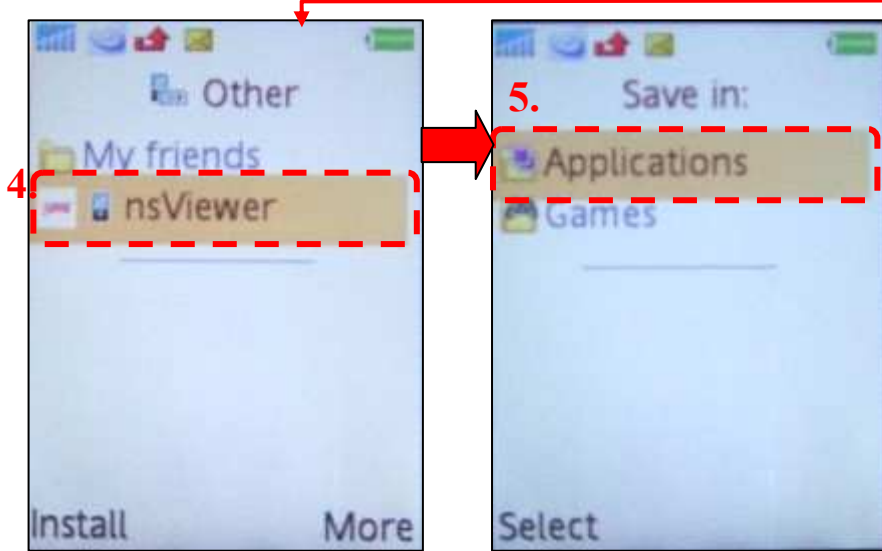 Other
My friends
4.
nsViewer
Install More
5.
Save in:
Applications
Games
Select